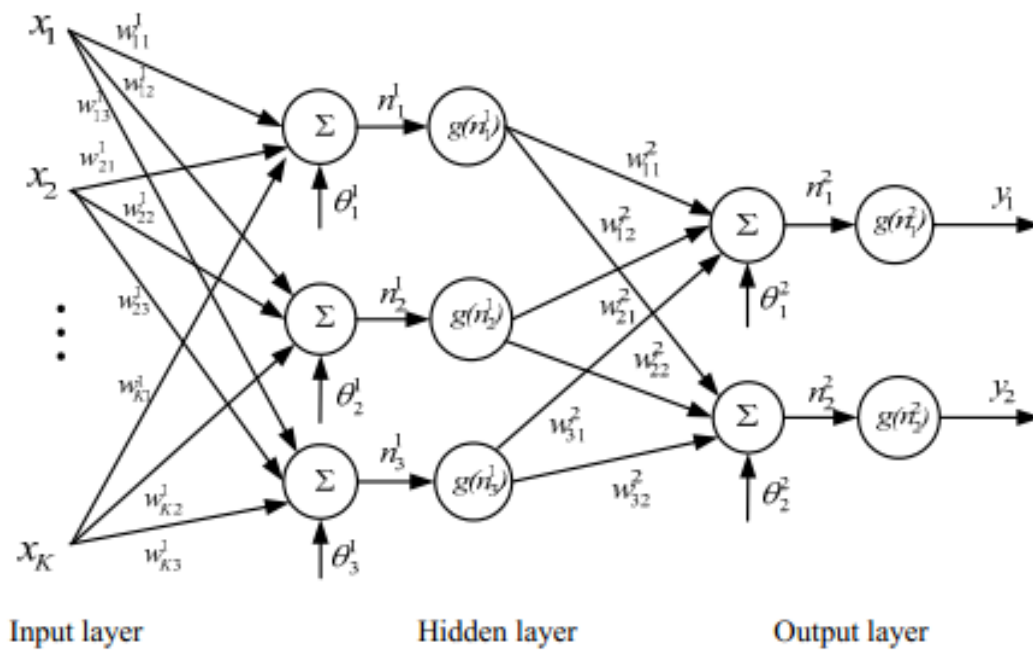 x₁
w¹₁₁
w¹₁₂
w¹₁₃
Σ
n¹₁
g(n¹₁)
θ¹₁
x₂
w¹₂₁
w¹₂₂
w¹₂₃
Σ
n¹₂
g(n¹₂)
θ¹₂
⋮
w¹K1
x_K
w¹K2
w¹K3
Σ
n¹₃
g(n¹₃)
θ¹₃
w²₁₁
w²₁₂
w²₂₁
w²₂₂
w²₃₁
w²₃₂
Σ
n²₁
g(n²₁)
y₁
θ²₁
Σ
n²₂
g(n²₂)
y₂
θ²₂
Input layer
Hidden layer
Output layer